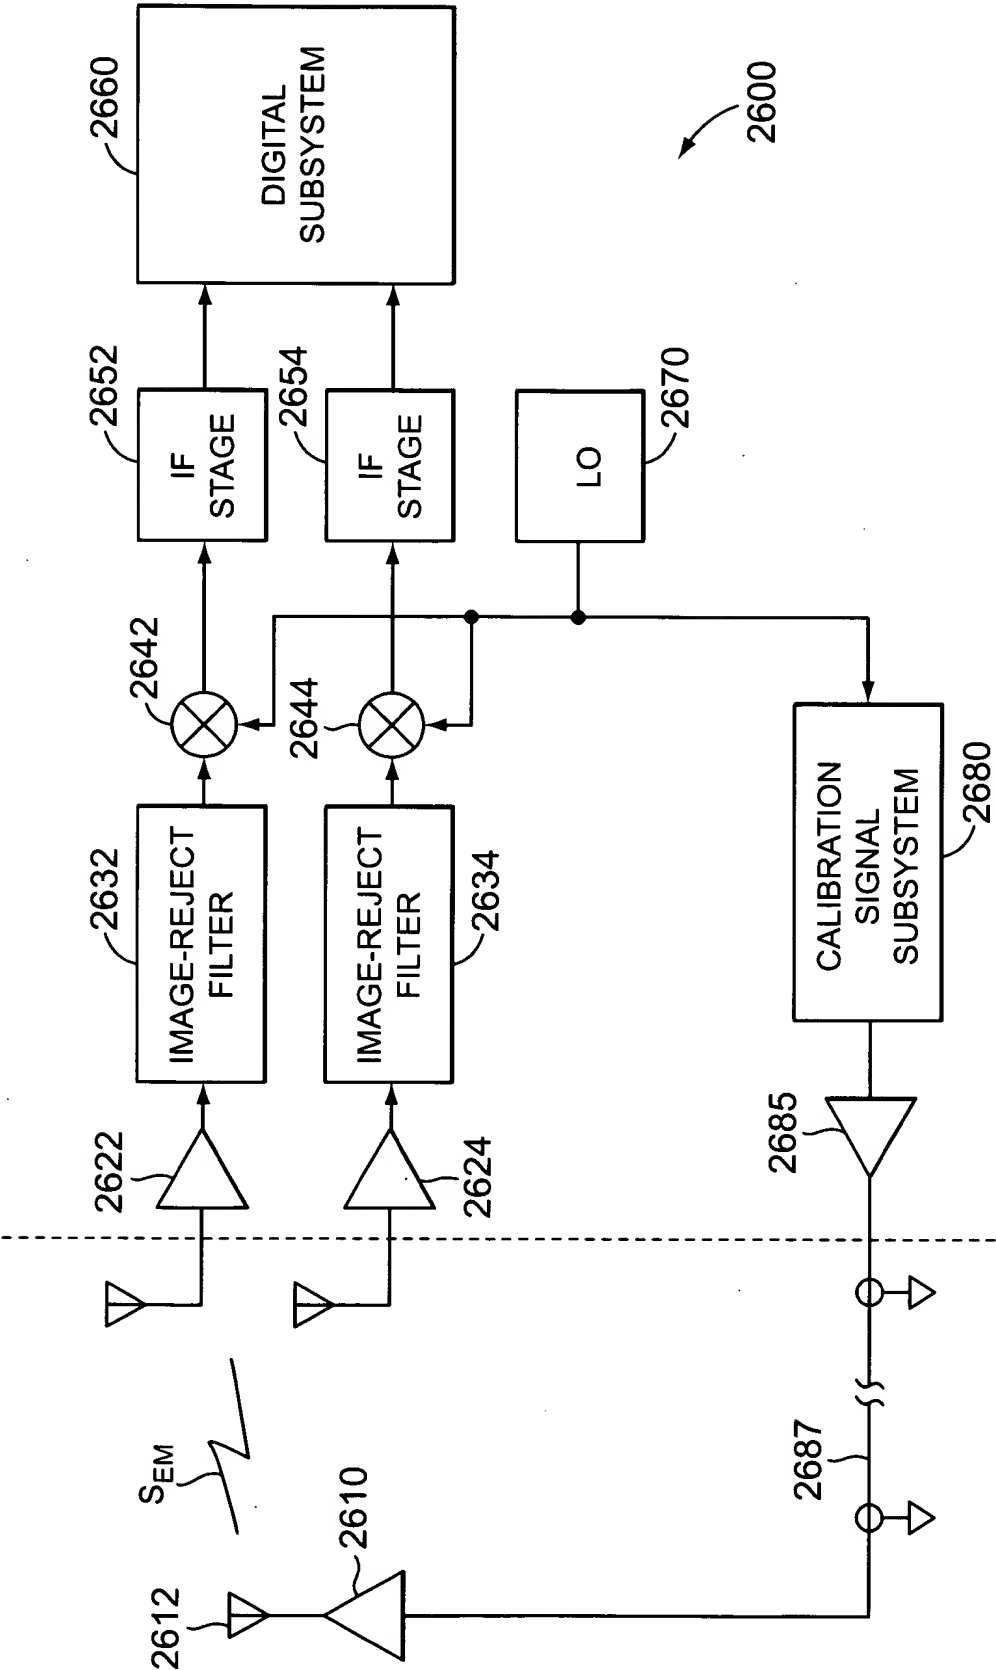 2660
DIGITAL
SUBSYSTEM
2600
2652
IF
STAGE
2654
IF
STAGE
LO
2670
2642
2644
2632
IMAGE-REJECT
FILTER
IMAGE-REJECT
FILTER
2634
CALIBRATION
SIGNAL
SUBSYSTEM
2680
2622
2624
2685
SEM
2687
2610
2612